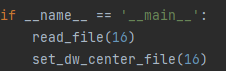 if __name__ == '__main__':
    read_file(16)
    set_dw_center_file(16)